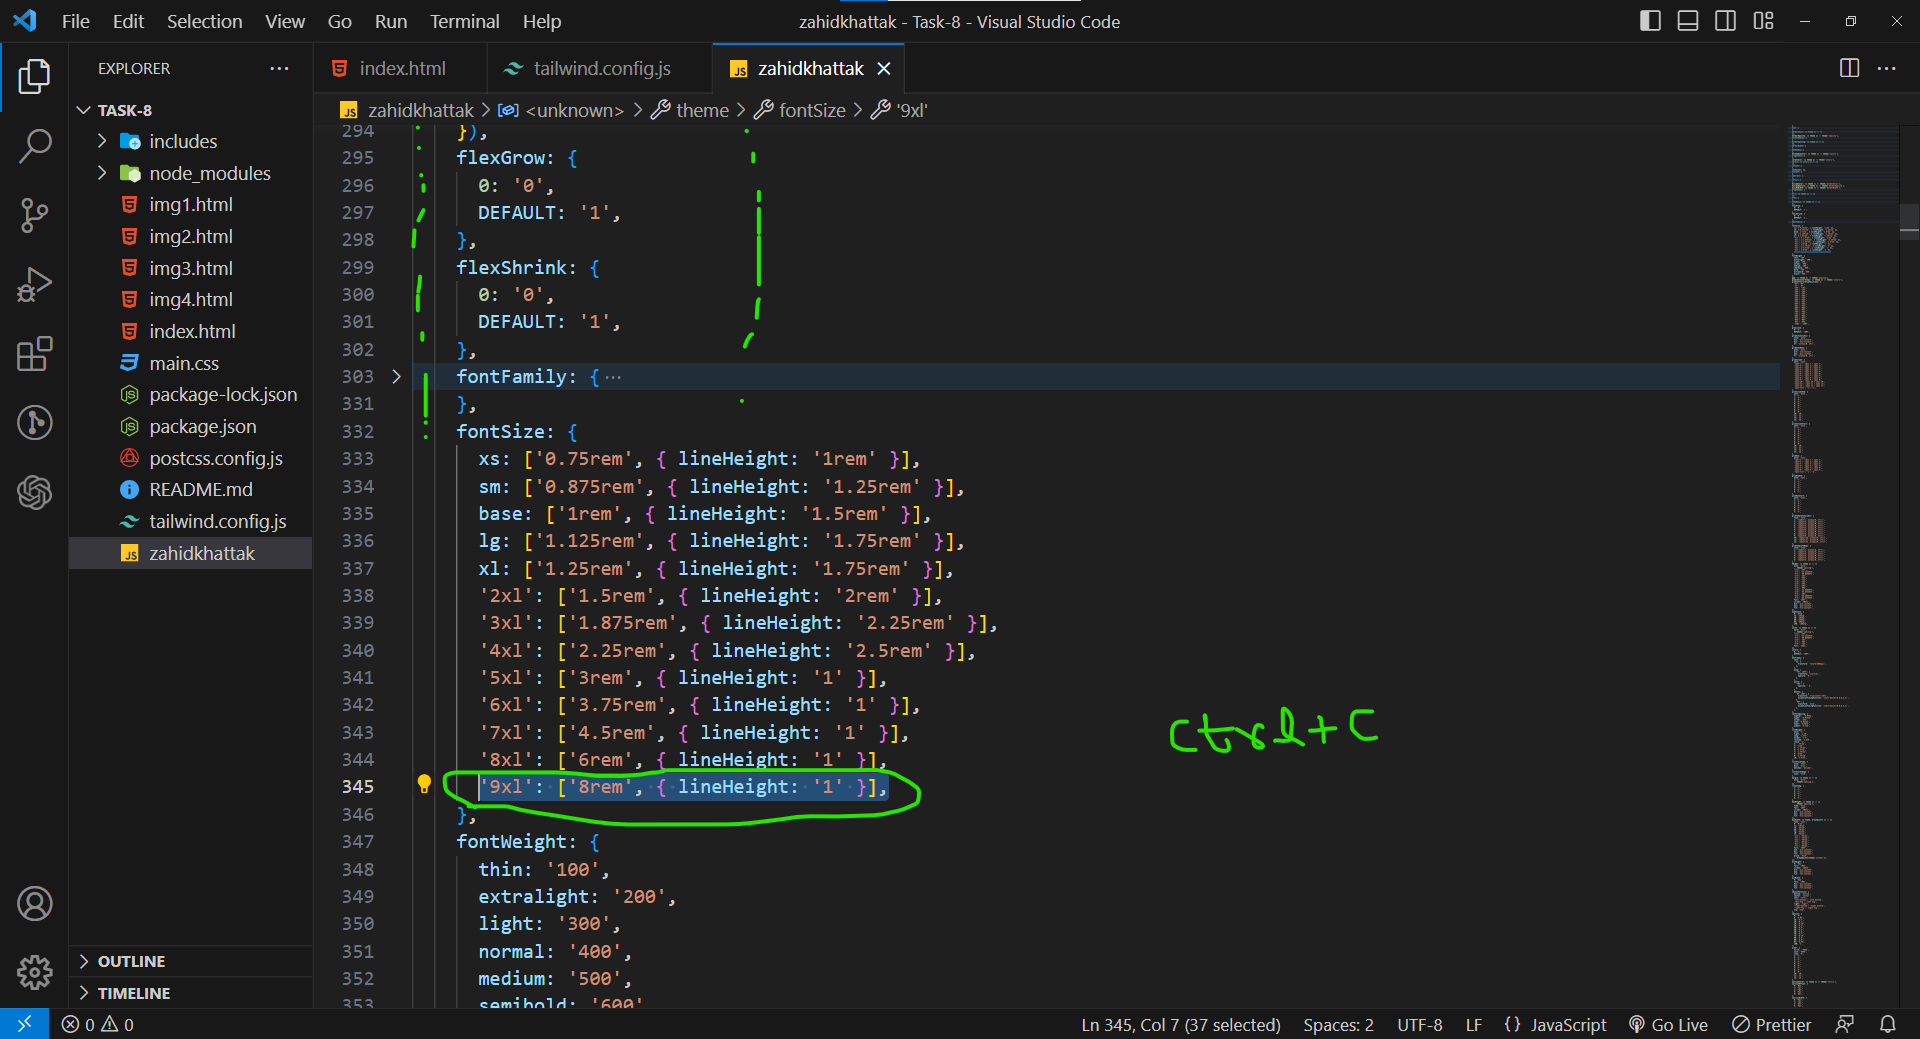 File Edit Selection View Go Run Terminal Help
zahidkhattak - Task-8 - Visual Studio Code
EXPLORER
index.html
tailwind.config.js
zahidkhattak
TASK-8
includes
node_modules
img1.html
img2.html
img3.html
img4.html
index.html
main.css
package-lock.json
package.json
postcss.config.js
README.md
tailwind.config.js
zahidkhattak
OUTLINE
TIMELINE
zahidkhattak > <unknown> > theme > fontSize > '9xl'
294 }),
295 flexGrow: {
296 0: '0',
297 DEFAULT: '1',
298 },
299 flexShrink: {
300 0: '0',
301 DEFAULT: '1',
302 },
303 fontFamily: { ...
331 },
332 fontSize: {
333 xs: ['0.75rem', { lineHeight: '1rem' }],
334 sm: ['0.875rem', { lineHeight: '1.25rem' }],
335 base: ['1rem', { lineHeight: '1.5rem' }],
336 lg: ['1.125rem', { lineHeight: '1.75rem' }],
337 xl: ['1.25rem', { lineHeight: '1.75rem' }],
338 '2xl': ['1.5rem', { lineHeight: '2rem' }],
339 '3xl': ['1.875rem', { lineHeight: '2.25rem' }],
340 '4xl': ['2.25rem', { lineHeight: '2.5rem' }],
341 '5xl': ['3rem', { lineHeight: '1' }],
342 '6xl': ['3.75rem', { lineHeight: '1' }],
343 '7xl': ['4.5rem', { lineHeight: '1' }],
344 '8xl': ['6rem', { lineHeight: '1' }],
345 '9xl': ['8rem', { lineHeight: '1' }],
346 },
347 fontWeight: {
348 thin: '100',
349 extralight: '200',
350 light: '300',
351 normal: '400',
352 medium: '500',
353 semibold: '600'
Ctrl+C
0 0
Ln 345, Col 7 (37 selected) Spaces: 2 UTF-8 LF {} JavaScript Go Live Prettier